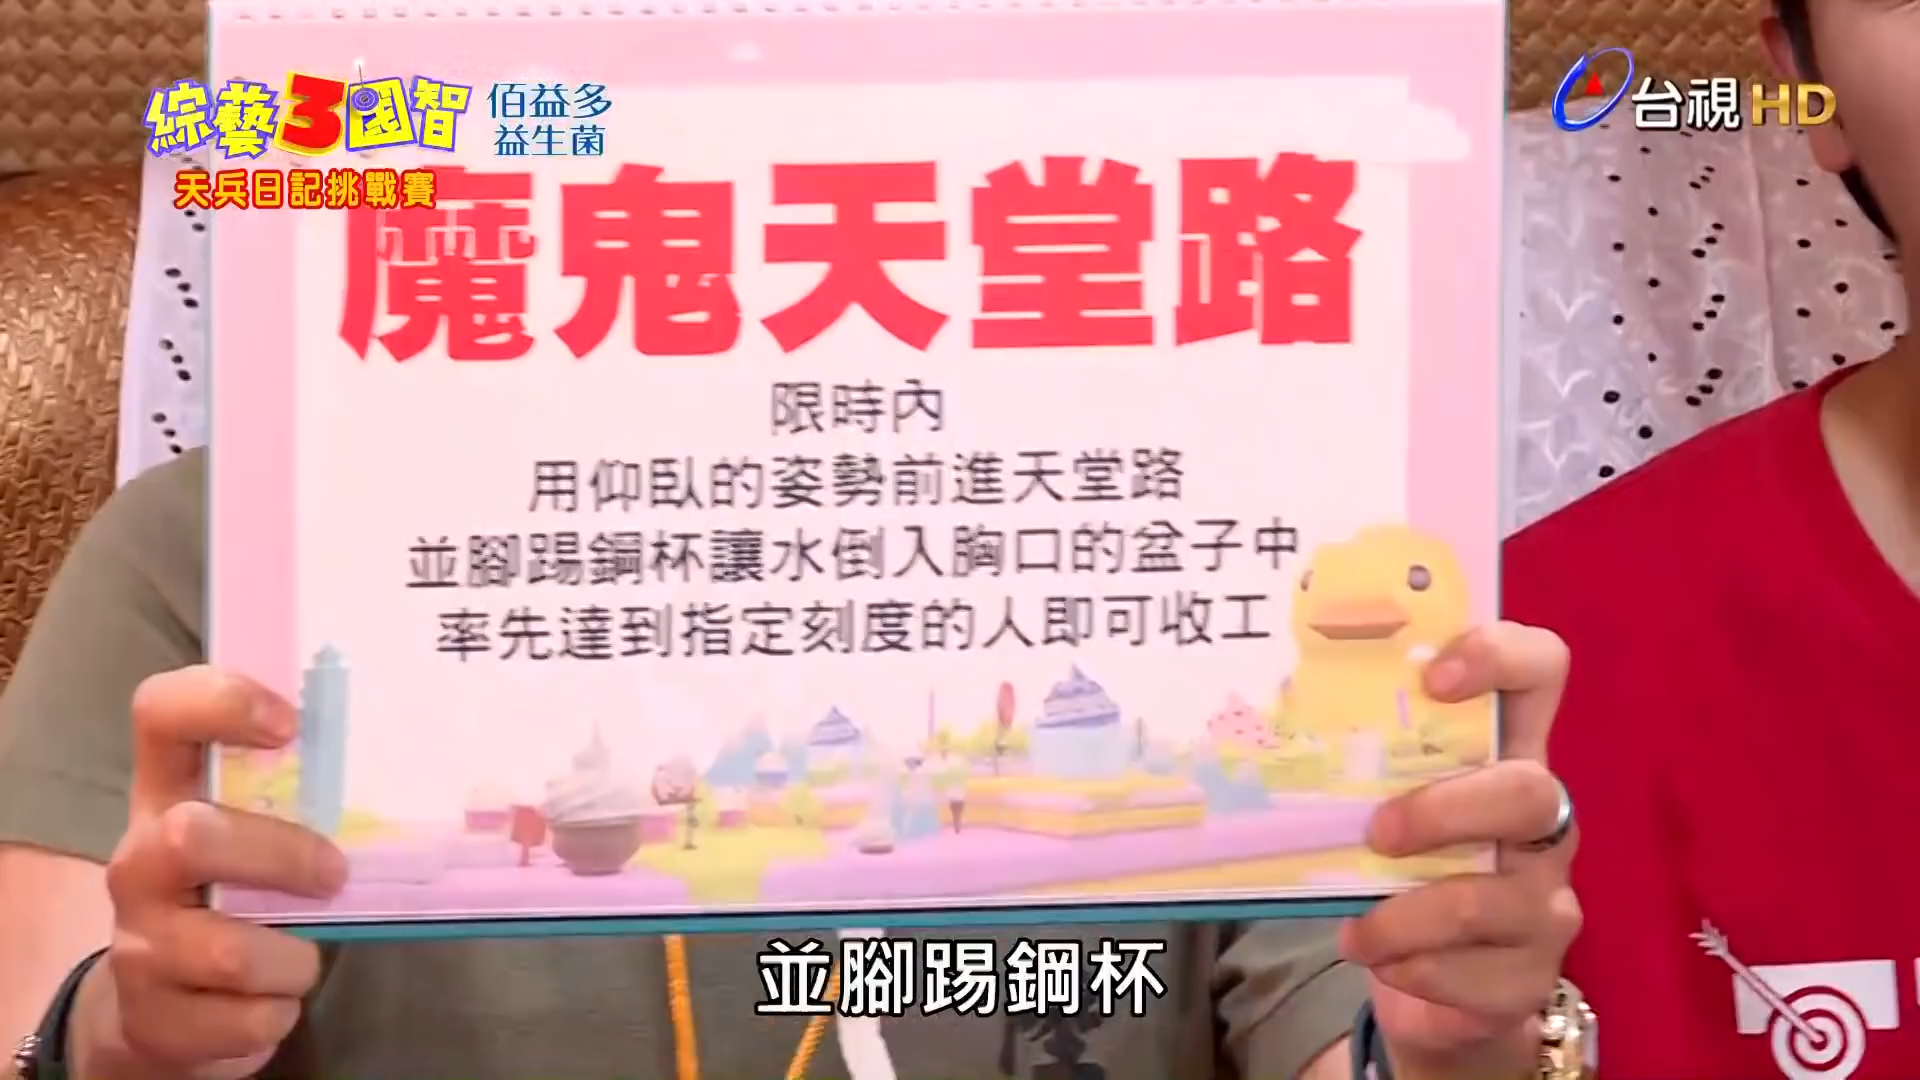 綜藝3國智
佰益多
益生菌
台視HD
天兵日記挑戰賽
魔鬼天堂路
限時內
用仰臥的姿勢前進天堂路
並腳踢鋼杯讓水倒入胸口的盆子中
率先達到指定刻度的人即可收工
並腳踢鋼杯